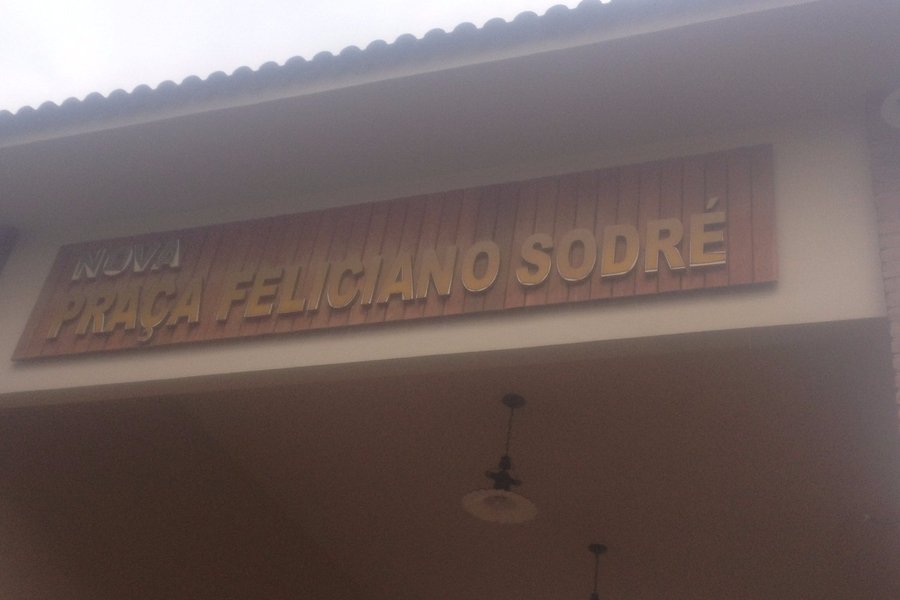 NOVA
PRAÇA FELICIANO SODRÉ